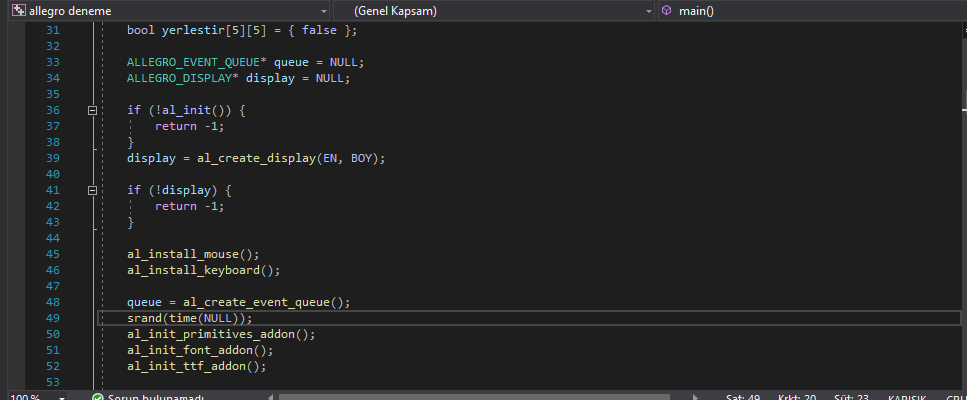 allegro deneme (Genel Kapsam) main()
31 bool yerlestir[5][5] = { false };
32
33 ALLEGRO_EVENT_QUEUE* queue = NULL;
34 ALLEGRO_DISPLAY* display = NULL;
35
36 if (!al_init()) {
37 return -1;
38 }
39 display = al_create_display(EN, BOY);
40
41 if (!display) {
42 return -1;
43 }
44
45 al_install_mouse();
46 al_install_keyboard();
47
48 queue = al_create_event_queue();
49 srand(time(NULL));
50 al_init_primitives_addon();
51 al_init_font_addon();
52 al_init_ttf_addon();
53
100 % Sorun bulunamadı Sat: 49 Krkt: 20 Süt: 23 KARIŞIK